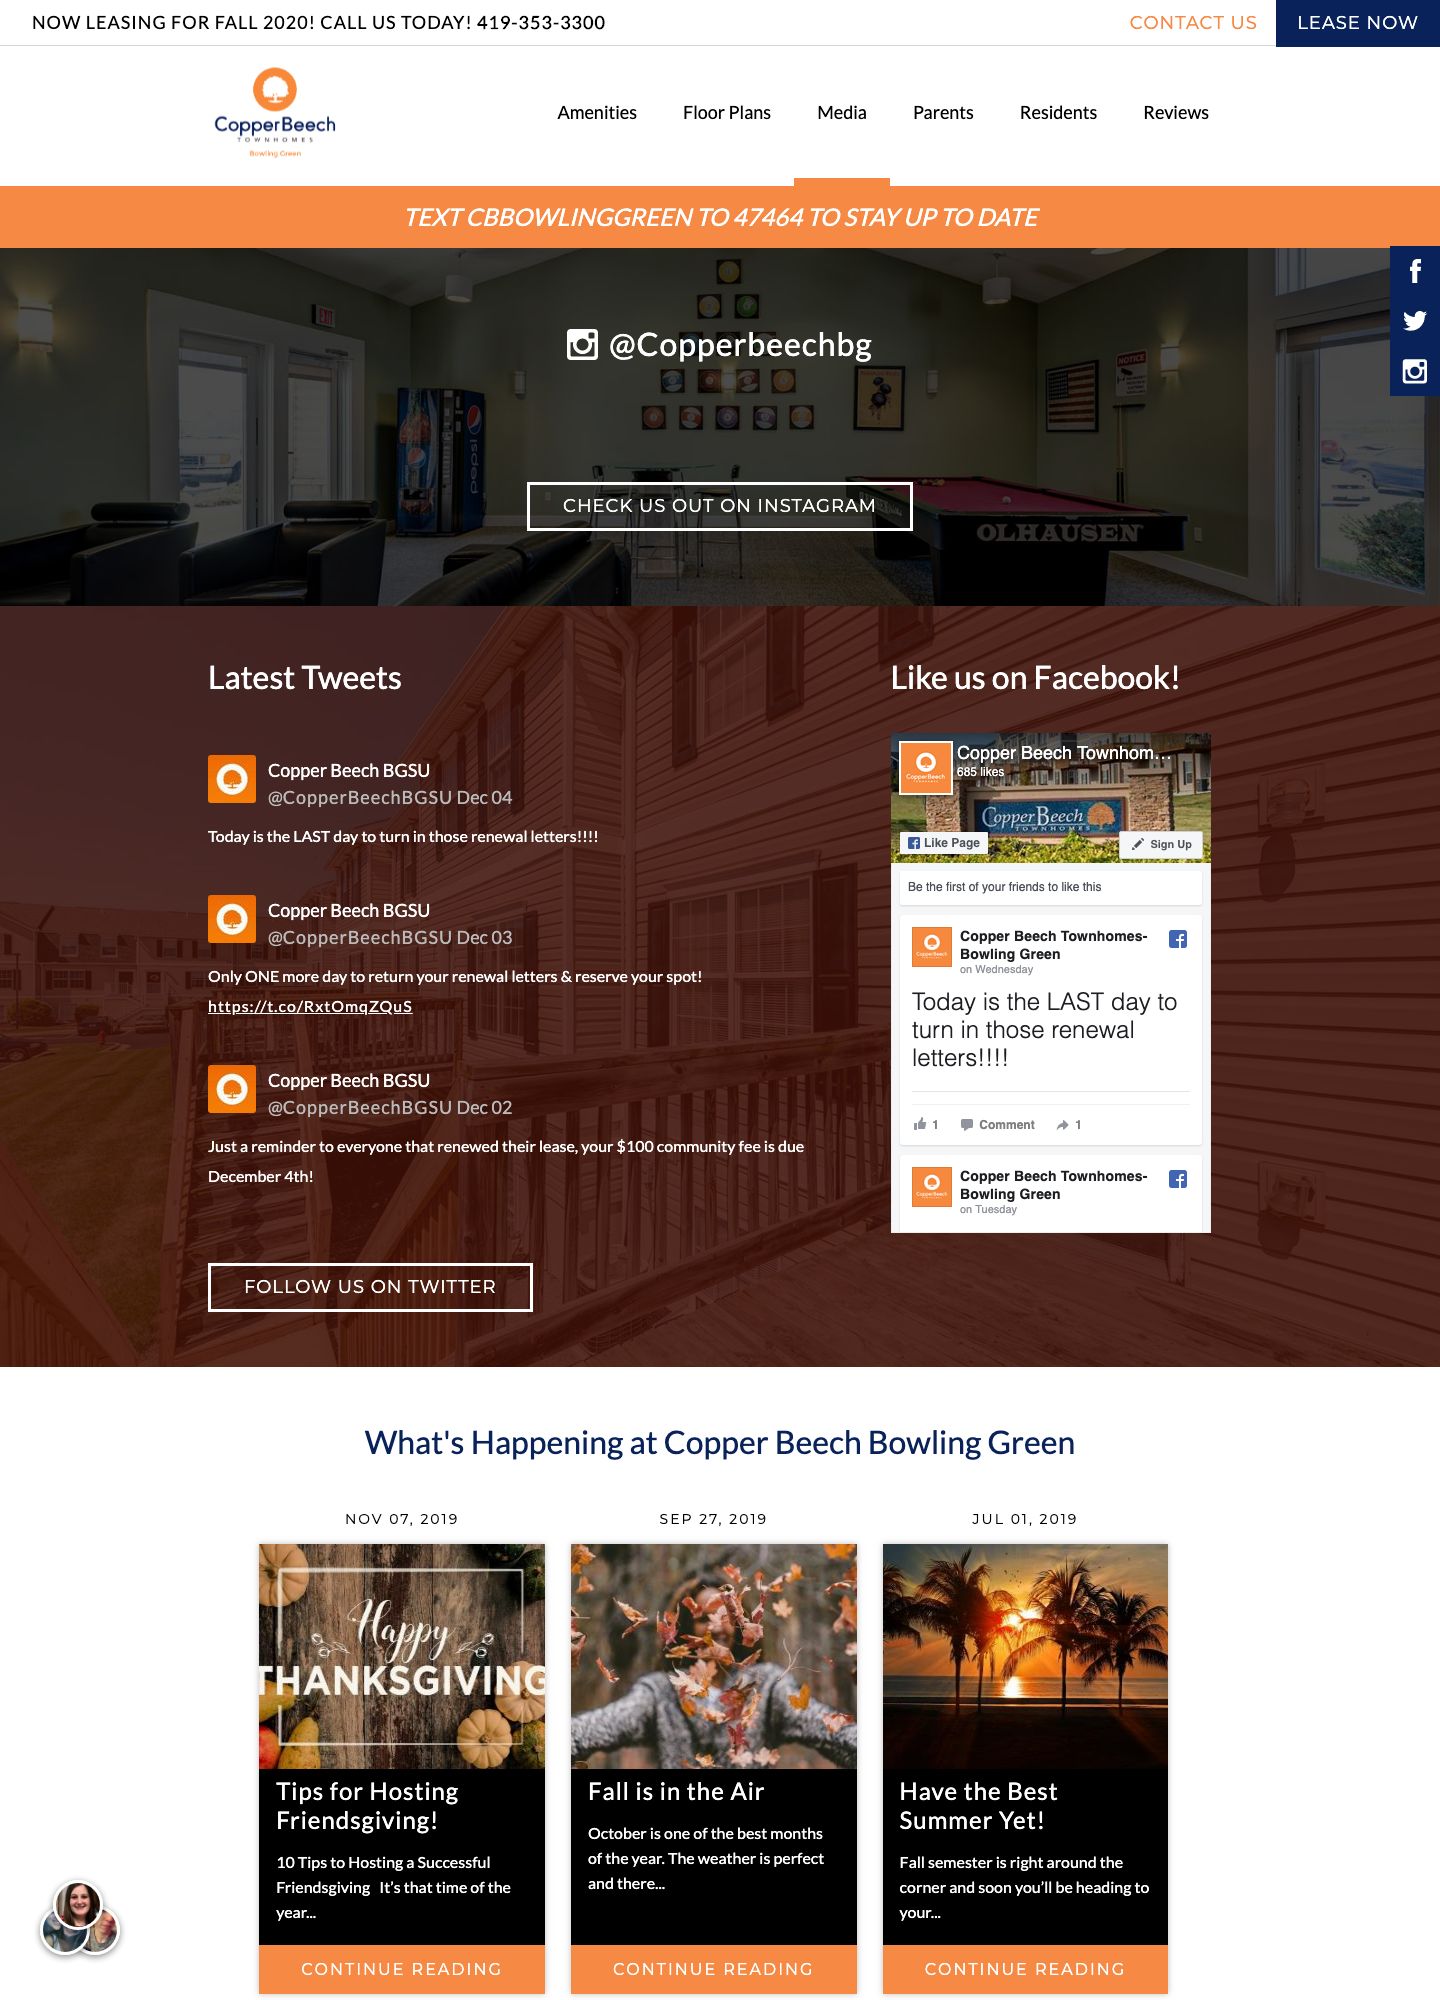 NOW LEASING FOR FALL 2020! CALL US TODAY! 419-353-3300
CONTACT US
LEASE NOW
CopperBeech
TOWNHOMES
Bowling Green
Amenities
Floor Plans
Media
Parents
Residents
Reviews
TEXT CBBOWLINGGREEN TO 47464 TO STAY UP TO DATE
@Copperbeechbg
NOTICE
pepsi
CHECK US OUT ON INSTAGRAM
OLHAUSEN
Latest Tweets
Copper Beech BGSU
@CopperBeechBGSU Dec 04
Today is the LAST day to turn in those renewal letters!!!!
Copper Beech BGSU
@CopperBeechBGSU Dec 03
Only ONE more day to return your renewal letters & reserve your spot!
https://t.co/RxtOmqZQuS
Copper Beech BGSU
@CopperBeechBGSU Dec 02
Just a reminder to everyone that renewed their lease, your $100 community fee is due
December 4th!
FOLLOW US ON TWITTER
Like us on Facebook!
Copper Beech Townhom...
685 likes
CopperBeech
CopperBeech
TOWNHOMES
Like Page
Sign Up
Be the first of your friends to like this
Copper Beech Townhomes-
Bowling Green
on Wednesday
Today is the LAST day to
turn in those renewal
letters!!!!
1
Comment
1
Copper Beech Townhomes-
Bowling Green
on Tuesday
What's Happening at Copper Beech Bowling Green
NOV 07, 2019
Happy
THANKSGIVING
Tips for Hosting
Friendsgiving!
10 Tips to Hosting a Successful
Friendsgiving It's that time of the
year...
CONTINUE READING
SEP 27, 2019
Fall is in the Air
October is one of the best months
of the year. The weather is perfect
and there...
CONTINUE READING
JUL 01, 2019
Have the Best
Summer Yet!
Fall semester is right around the
corner and soon you'll be heading to
your...
CONTINUE READING